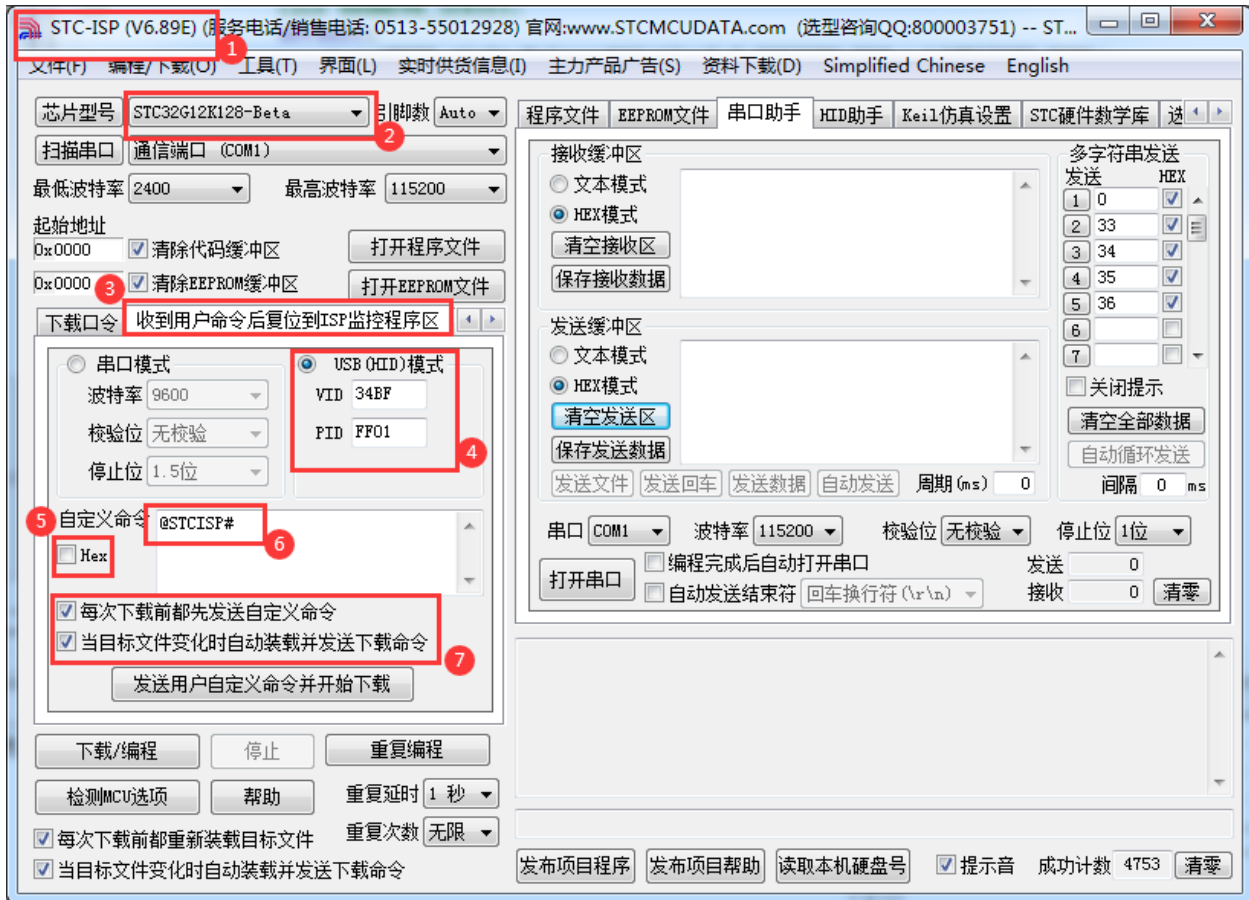 STC-ISP (V6.89E) (服务电话/销售电话: 0513-55012928) 官网:www.STCMCUDATA.com (选型咨询QQ:800003751) -- ST...
1
文件(F) 编程/下载(O) 工具(T) 界面(L) 实时供货信息(I) 主力产品广告(S) 资料下载(D) Simplified Chinese English
芯片型号 STC32G12K128-Beta 引脚数 Auto
2
扫描串口 通信端口 (COM1)
最低波特率 2400 最高波特率 115200
起始地址
0x0000 清除代码缓冲区 打开程序文件
0x0000 清除EEPROM缓冲区 打开EEPROM文件
3
下载口令 收到用户命令后复位到ISP监控程序区
串口模式 USB(HID)模式
波特率 9600 VID 34BF
校验位 无校验 PID FF01
4
停止位 1.5位
5
自定义命令 @STCISP#
6
Hex
每次下载前都先发送自定义命令
当目标文件变化时自动装载并发送下载命令
7
发送用户自定义命令并开始下载
下载/编程 停止 重复编程
检测MCU选项 帮助 重复延时 1 秒
每次下载前都重新装载目标文件 重复次数 无限
当目标文件变化时自动装载并发送下载命令
程序文件 EEPROM文件 串口助手 HID助手 Keil仿真设置 STC硬件数学库 选
接收缓冲区
文本模式
HEX模式
清空接收区
保存接收数据
发送缓冲区
文本模式
HEX模式
清空发送区
保存发送数据
发送文件 发送回车 发送数据 自动发送 周期(ms) 0
多字符串发送
发送 HEX
1 0
2 33
3 34
4 35
5 36
6
7
关闭提示
清空全部数据
自动循环发送
间隔 0 ms
串口 COM1 波特率 115200 校验位 无校验 停止位 1位
打开串口 编程完成后自动打开串口 发送 0
自动发送结束符 回车换行符(\r\n) 接收 0 清零
发布项目程序 发布项目帮助 读取本机硬盘号 提示音 成功计数 4753 清零